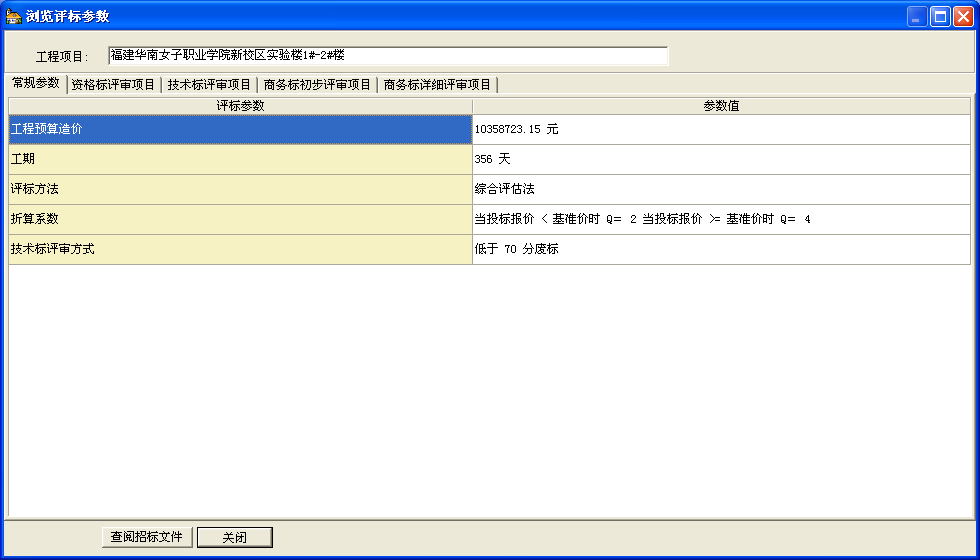 浏览评标参数
工程项目: 福建华南女子职业学院新校区实验楼1#-2#楼
常规参数 资格标评审项目 技术标评审项目 商务标初步评审项目 商务标详细评审项目
评标参数 参数值
工程预算造价 10358723.15 元
工期 356 天
评标方法 综合评估法
折算系数 当投标报价 < 基准价时 Q= 2 当投标报价 >= 基准价时 Q= 4
技术标评审方式 低于 70 分废标
查阅招标文件 关闭